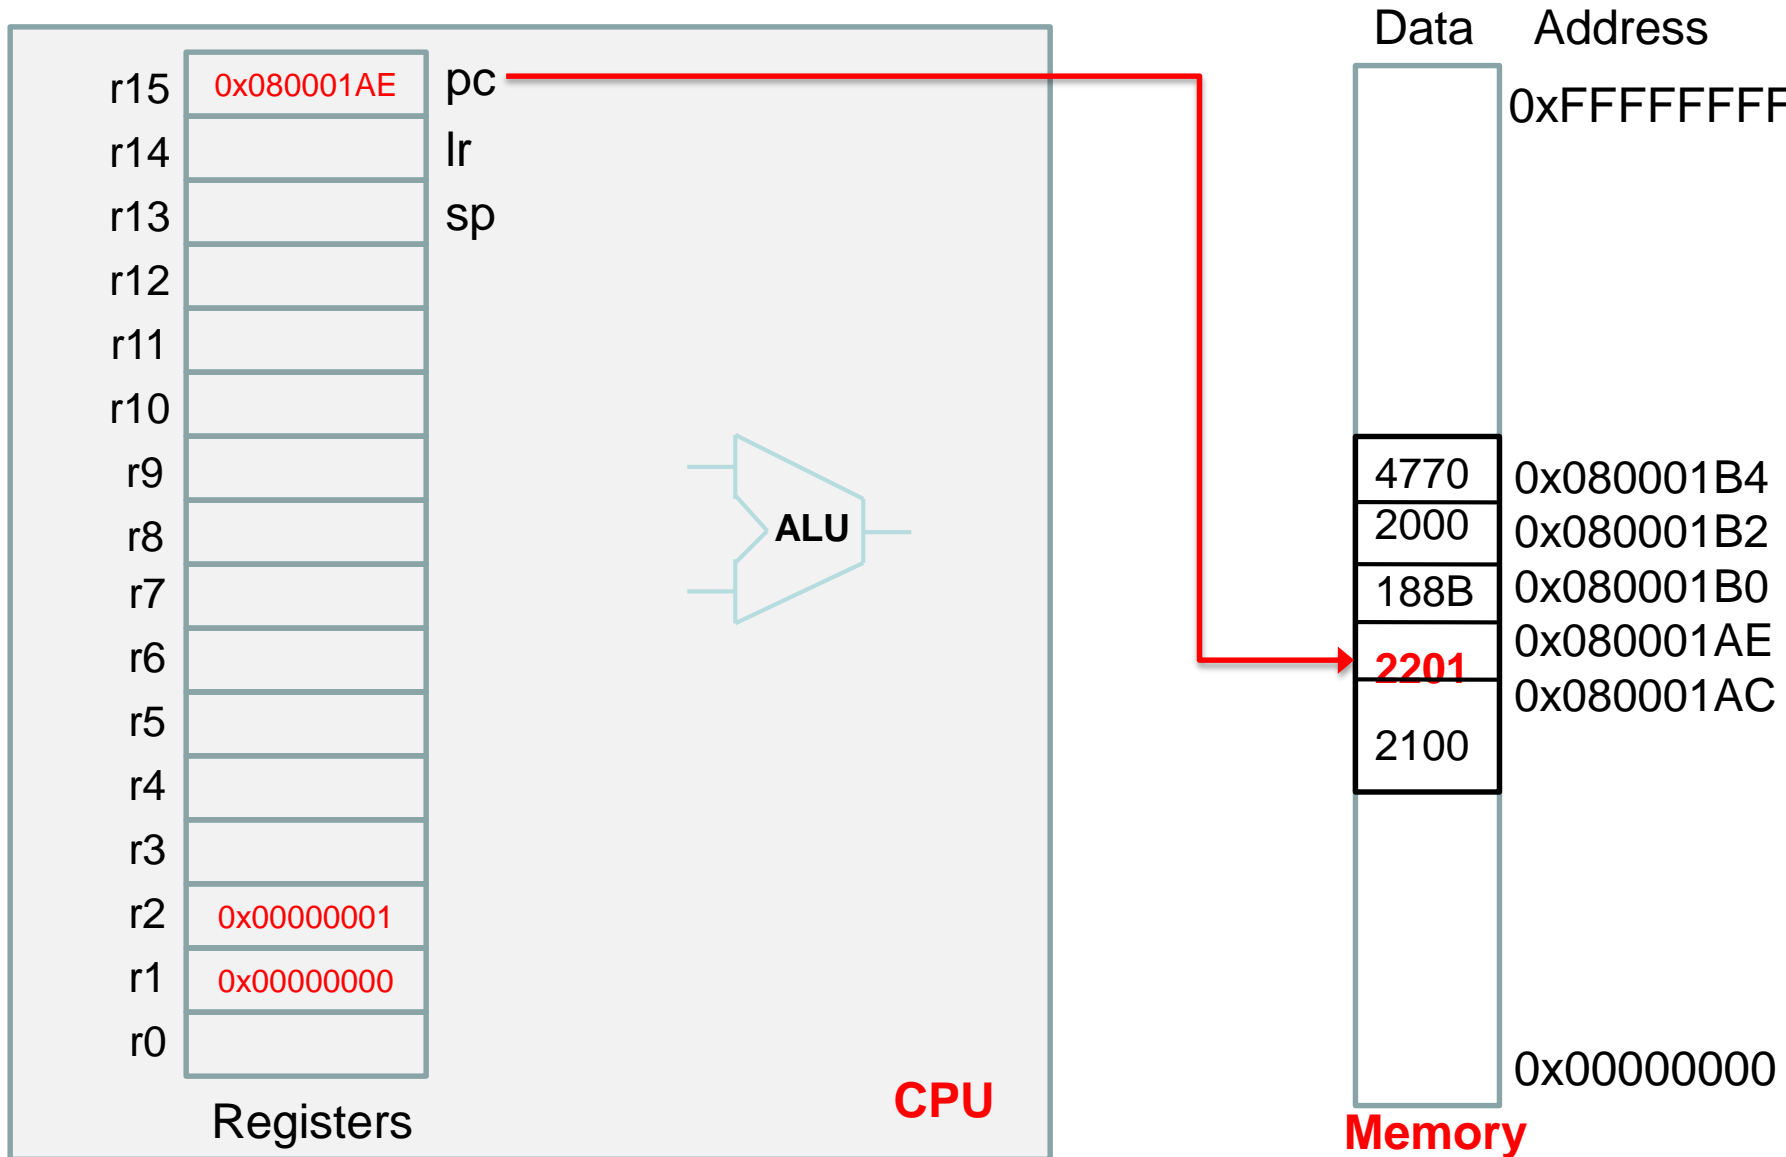 Data Address
r15 0x080001AE pc
0xFFFFFFFF
r14 lr
r13 sp
r12
r11
r10
r9
4770 0x080001B4
r8
ALU
2000 0x080001B2
r7
188B 0x080001B0
r6
2201 0x080001AE
r5
0x080001AC
2100
r4
r3
r2 0x00000001
r1 0x00000000
r0
0x00000000
Registers
CPU
Memory